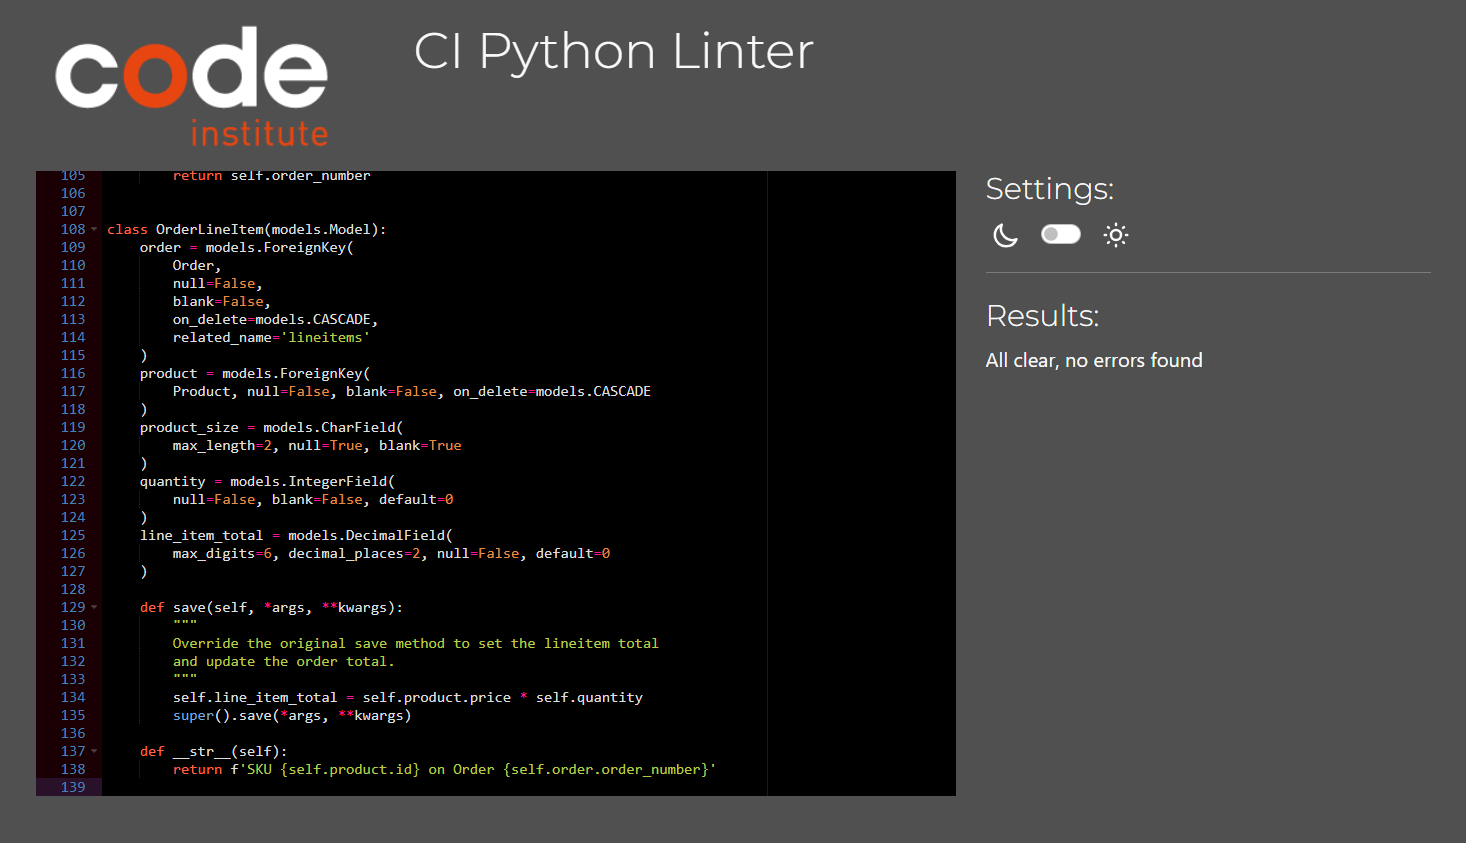 code
institute
CI Python Linter
105 return self.order_number
106
107
108 class OrderLineItem(models.Model):
109 order = models.ForeignKey(
110 Order,
111 null=False,
112 blank=False,
113 on_delete=models.CASCADE,
114 related_name='lineitems'
115 )
116 product = models.ForeignKey(
117 Product, null=False, blank=False, on_delete=models.CASCADE
118 )
119 product_size = models.CharField(
120 max_length=2, null=True, blank=True
121 )
122 quantity = models.IntegerField(
123 null=False, blank=False, default=0
124 )
125 line_item_total = models.DecimalField(
126 max_digits=6, decimal_places=2, null=False, default=0
127 )
128
129 def save(self, *args, **kwargs):
130 """
131 Override the original save method to set the lineitem total
132 and update the order total.
133 """
134 self.line_item_total = self.product.price * self.quantity
135 super().save(*args, **kwargs)
136
137 def __str__(self):
138 return f'SKU {self.product.id} on Order {self.order.order_number}'
139
Settings:
Results:
All clear, no errors found